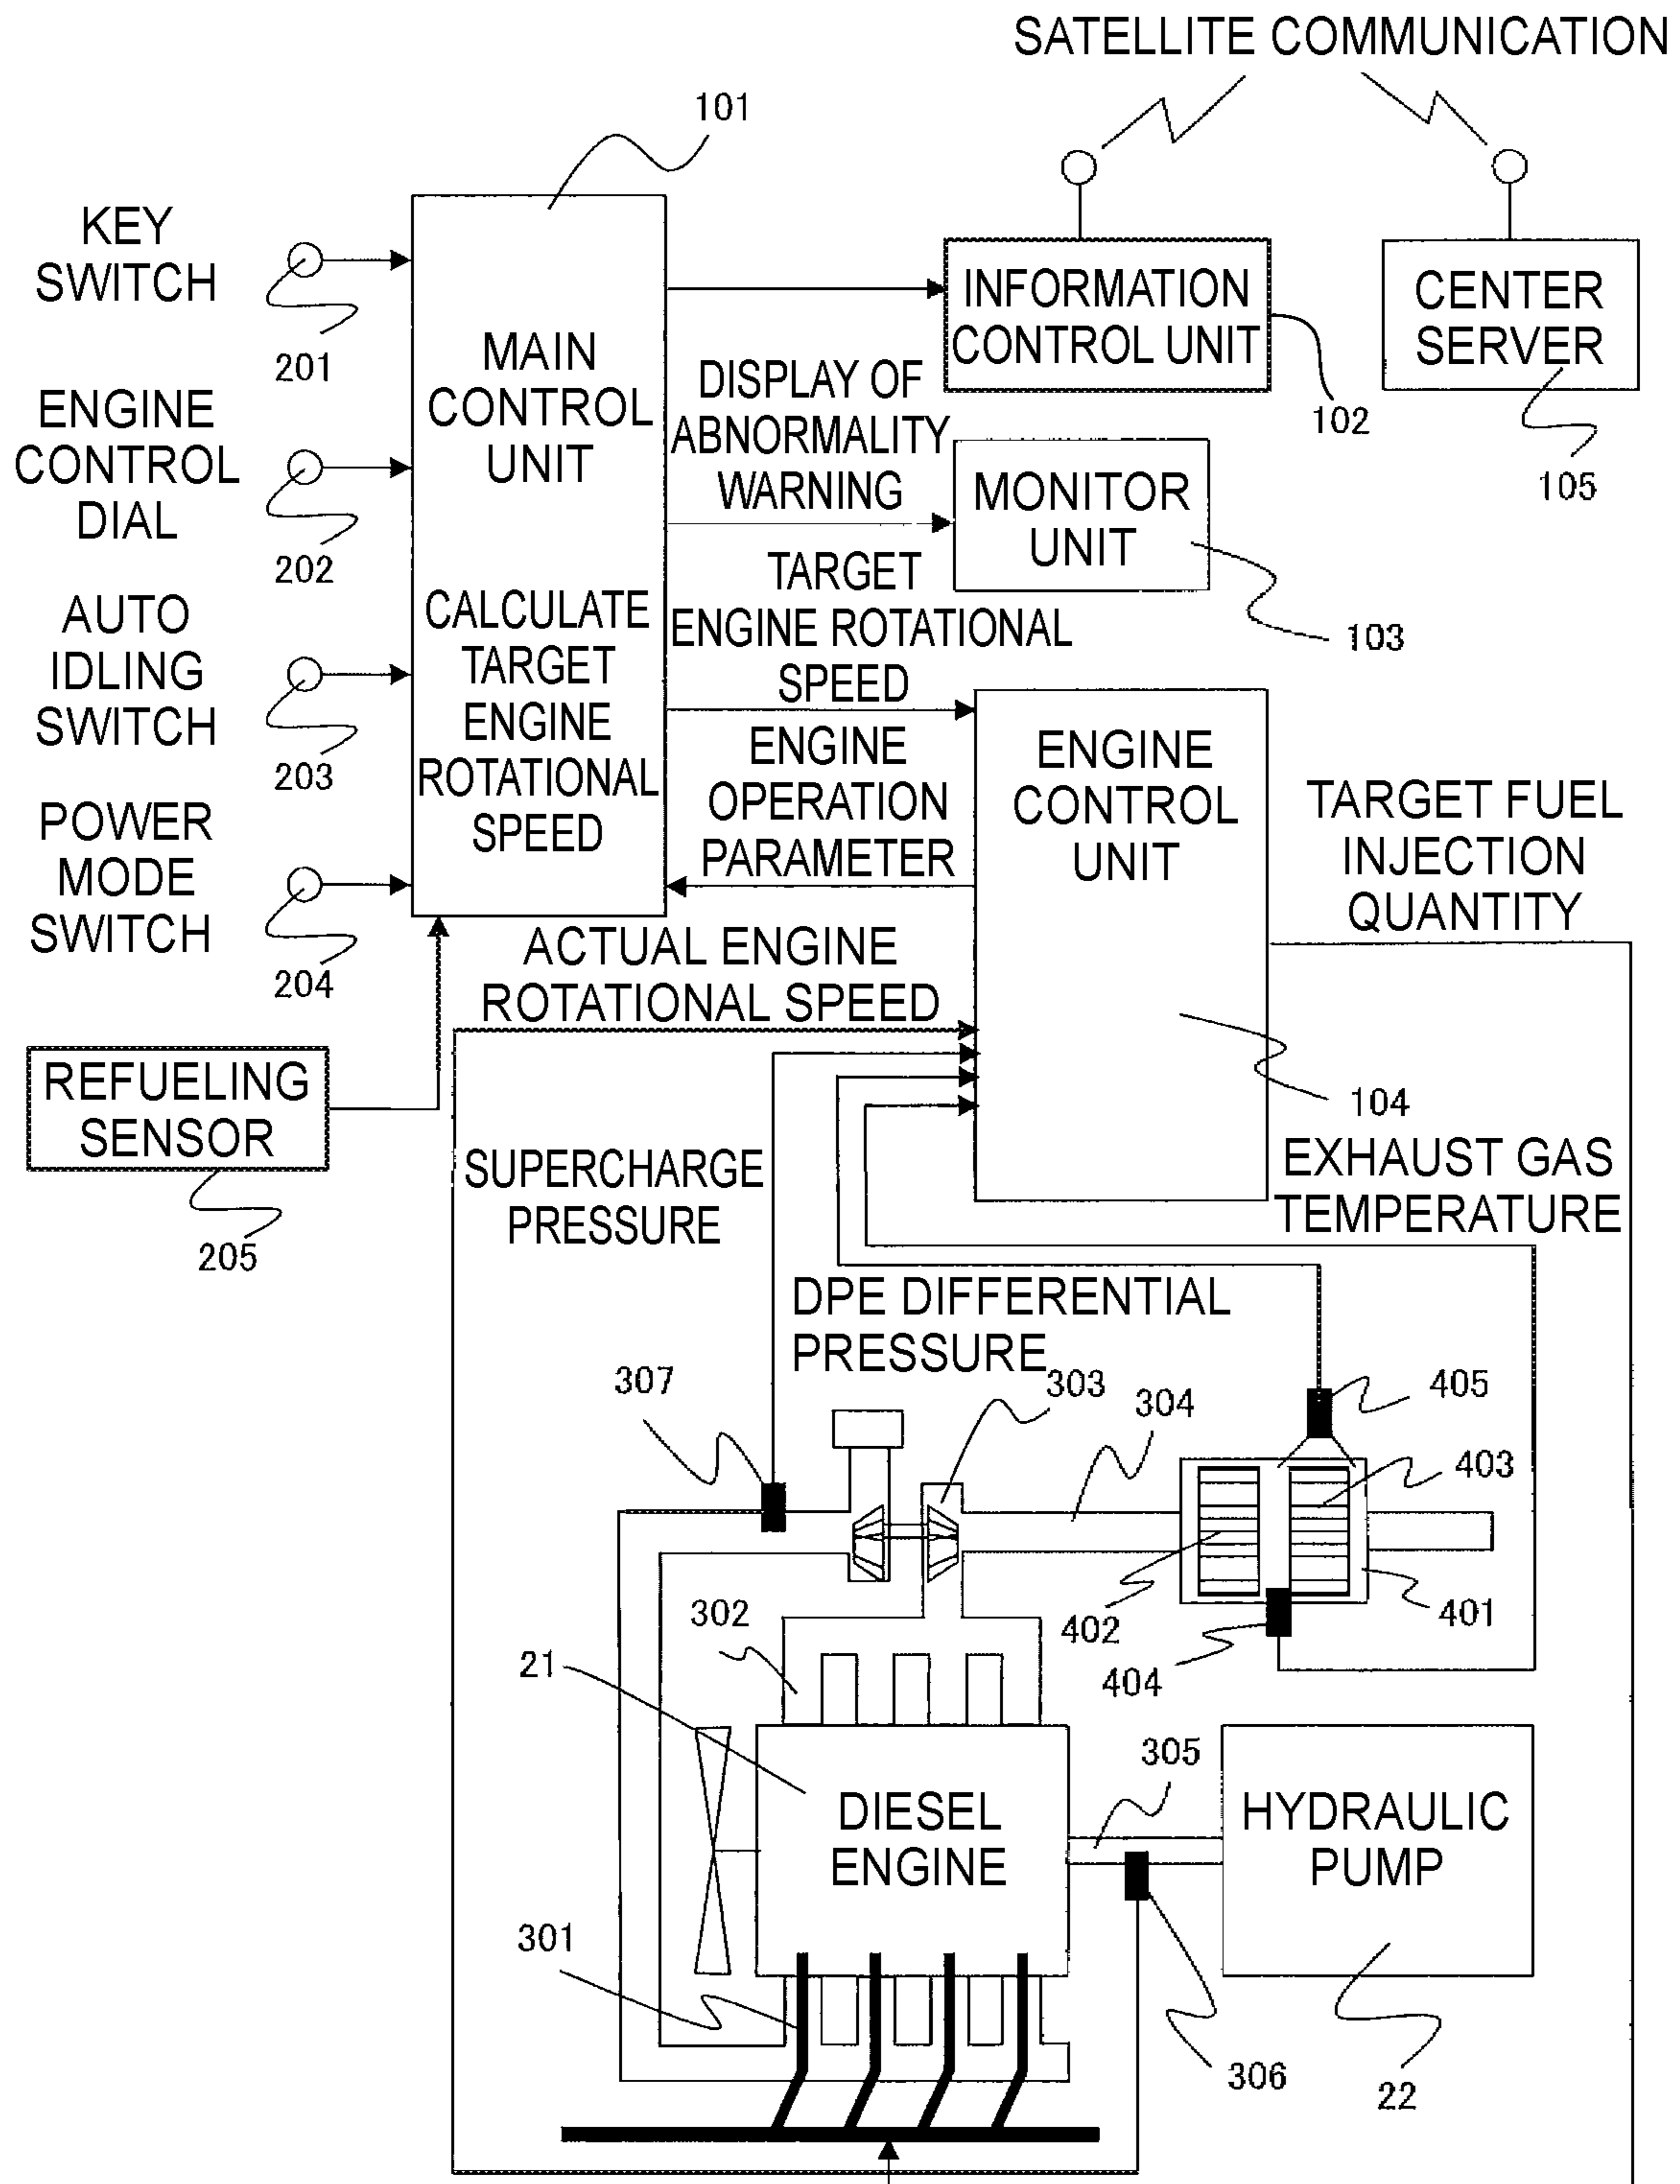 SATELLITE COMMUNICATION
101
KEY
SWITCH
201
MAIN
CONTROL
UNIT
INFORMATION
CONTROL UNIT
102
CENTER
SERVER
105
DISPLAY OF
ABNORMALITY
WARNING
MONITOR
UNIT
103
ENGINE
CONTROL
DIAL
202
CALCULATE
TARGET
ENGINE
ROTATIONAL
SPEED
TARGET
ENGINE ROTATIONAL
SPEED
AUTO
IDLING
SWITCH
203
ENGINE
OPERATION
PARAMETER
ENGINE
CONTROL
UNIT
104
TARGET FUEL
INJECTION
QUANTITY
POWER
MODE
SWITCH
204
ACTUAL ENGINE
ROTATIONAL SPEED
REFUELING
SENSOR
205
SUPERCHARGE
PRESSURE
EXHAUST GAS
TEMPERATURE
DPE DIFFERENTIAL
PRESSURE
307
303
304
405
403
302
402
401
404
21
DIESEL
ENGINE
305
HYDRAULIC
PUMP
301
306
22